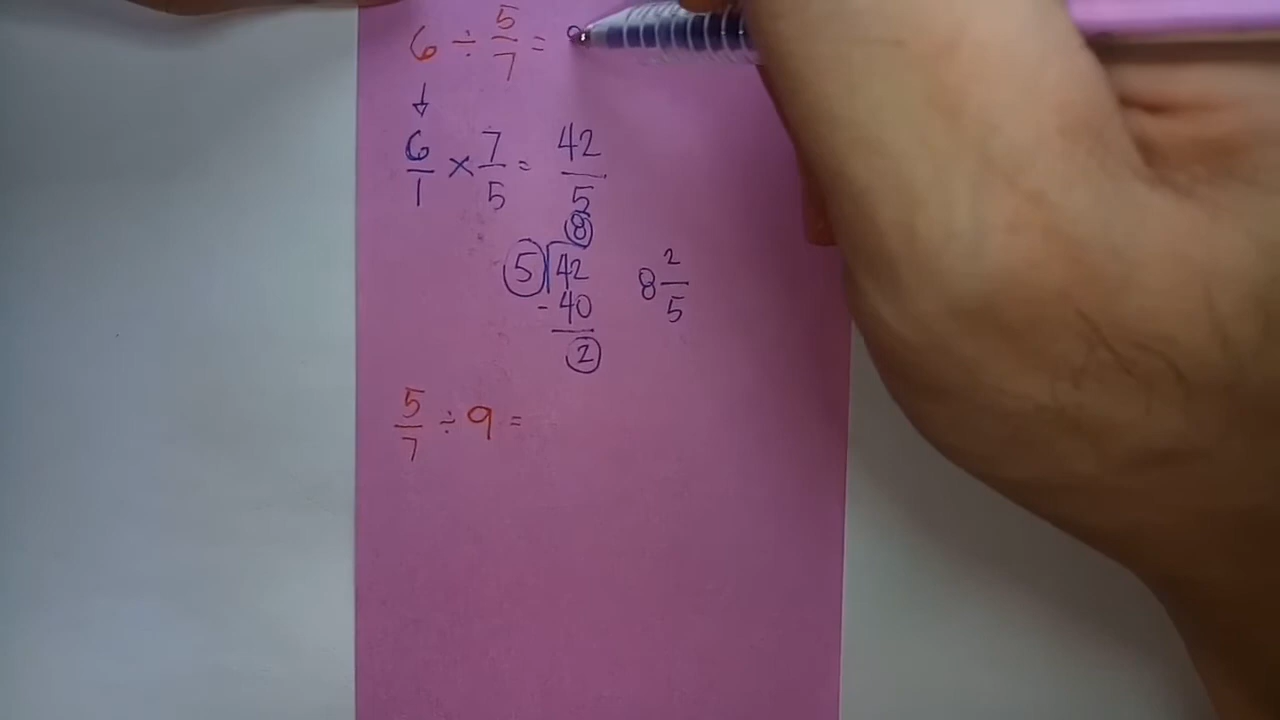 6 ÷ 5/7 = 8
↓
6/1 × 7/5 = 42/5
8
5 42 8 2/5
- 40
2
5/7 ÷ 9 =